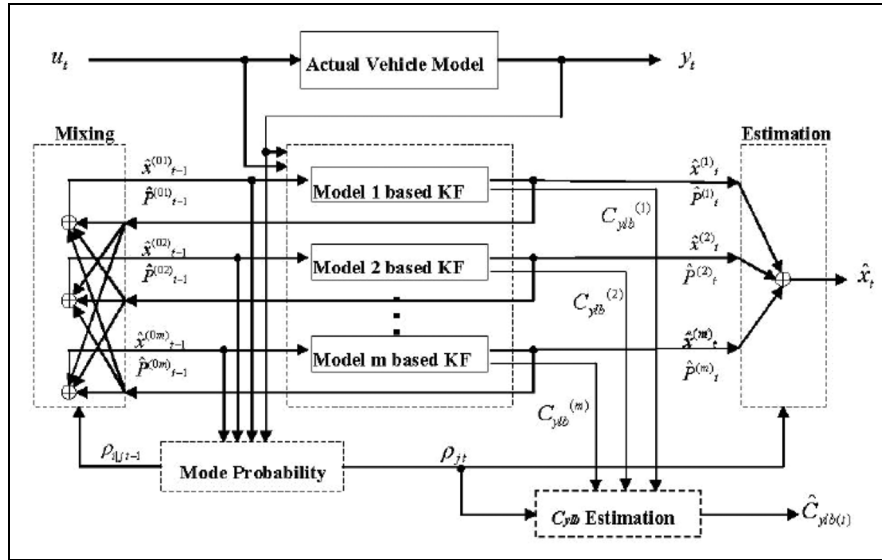 u_t
Actual Vehicle Model
y_t
Mixing
Estimation
x̂^(01)_t-1
P̂^(01)_t-1
Model 1 based KF
x̂^(1)_t
P̂^(1)_t
C_ylb^(1)
x̂^(02)_t-1
P̂^(02)_t-1
Model 2 based KF
x̂^(2)_t
P̂^(2)_t
x̂_t
C_ylb^(2)
x̂^(0m)_t-1
P̂^(0m)_t-1
Model m based KF
x̂^(m)_t
P̂^(m)_t
C_ylb^(m)
ρ_i|jt-1
Mode Probability
ρ_jt
C_ylb Estimation
Ĉ_ylb(t)